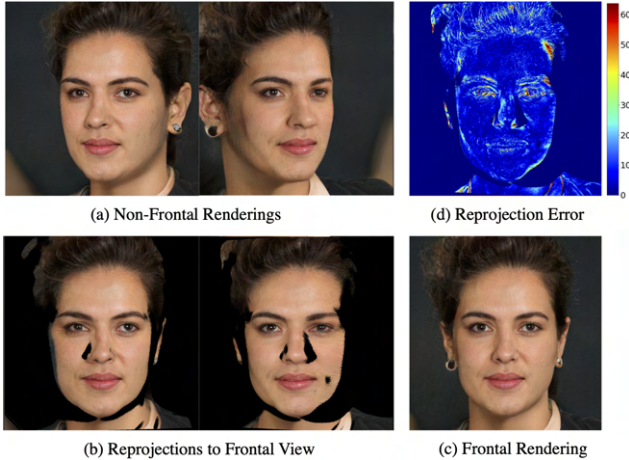 60
50
40
30
20
10
0
(a) Non-Frontal Renderings
(d) Reprojection Error
(b) Reprojections to Frontal View
(c) Frontal Rendering